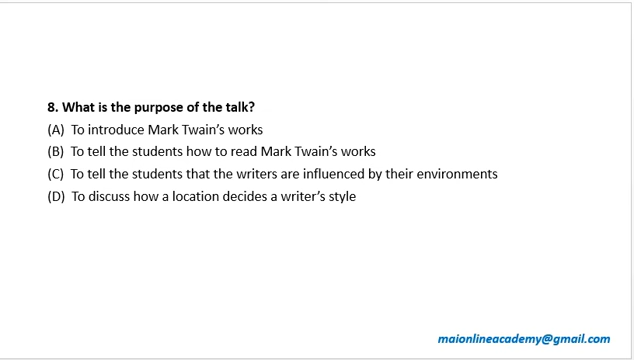 8. What is the purpose of the talk?
(A) To introduce Mark Twain’s works
(B) To tell the students how to read Mark Twain’s works
(C) To tell the students that the writers are influenced by their environments
(D) To discuss how a location decides a writer’s style
maionlineacademy@gmail.com